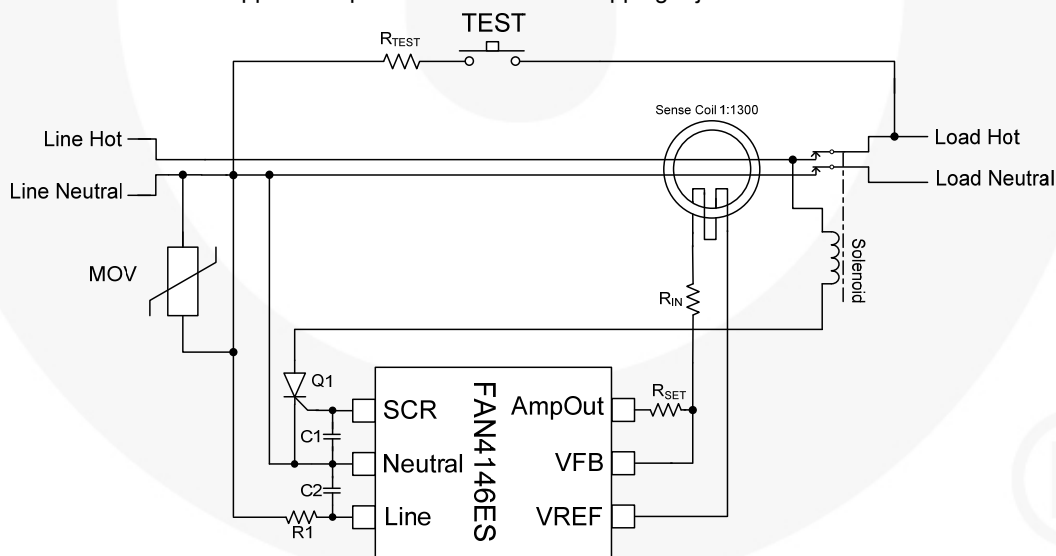 TEST
RTEST
Sense Coil 1:1300
Line Hot
Load Hot
Line Neutral
Load Neutral
MOV
Solenoid
RIN
Q1
SCR
FAN4146ES
AmpOut
RSET
C1
Neutral
VFB
C2
Line
VREF
R1